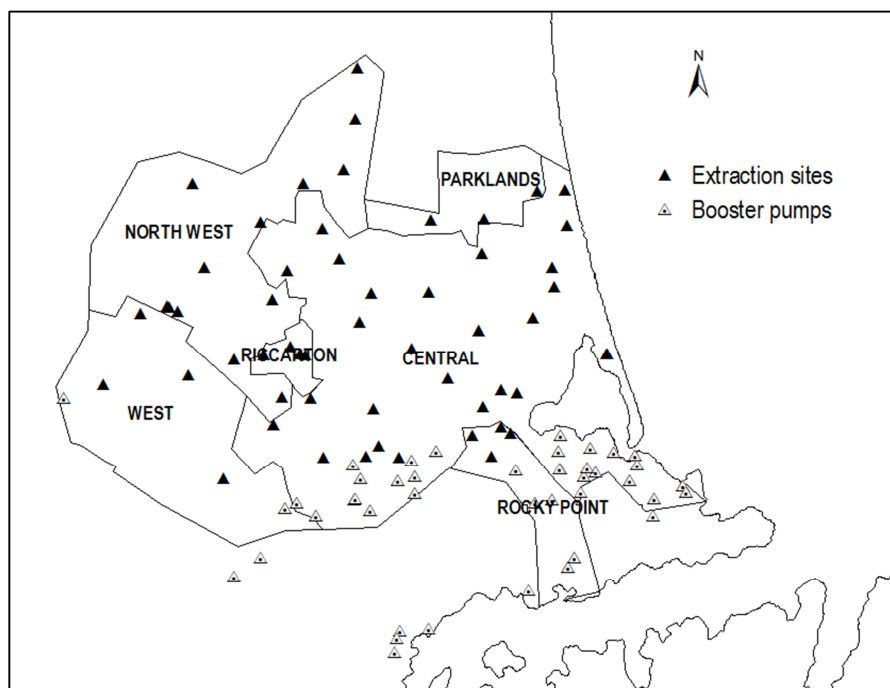 N
PARKLANDS
Extraction sites
Booster pumps
NORTH WEST
RICCARTON
CENTRAL
WEST
ROCKY POINT